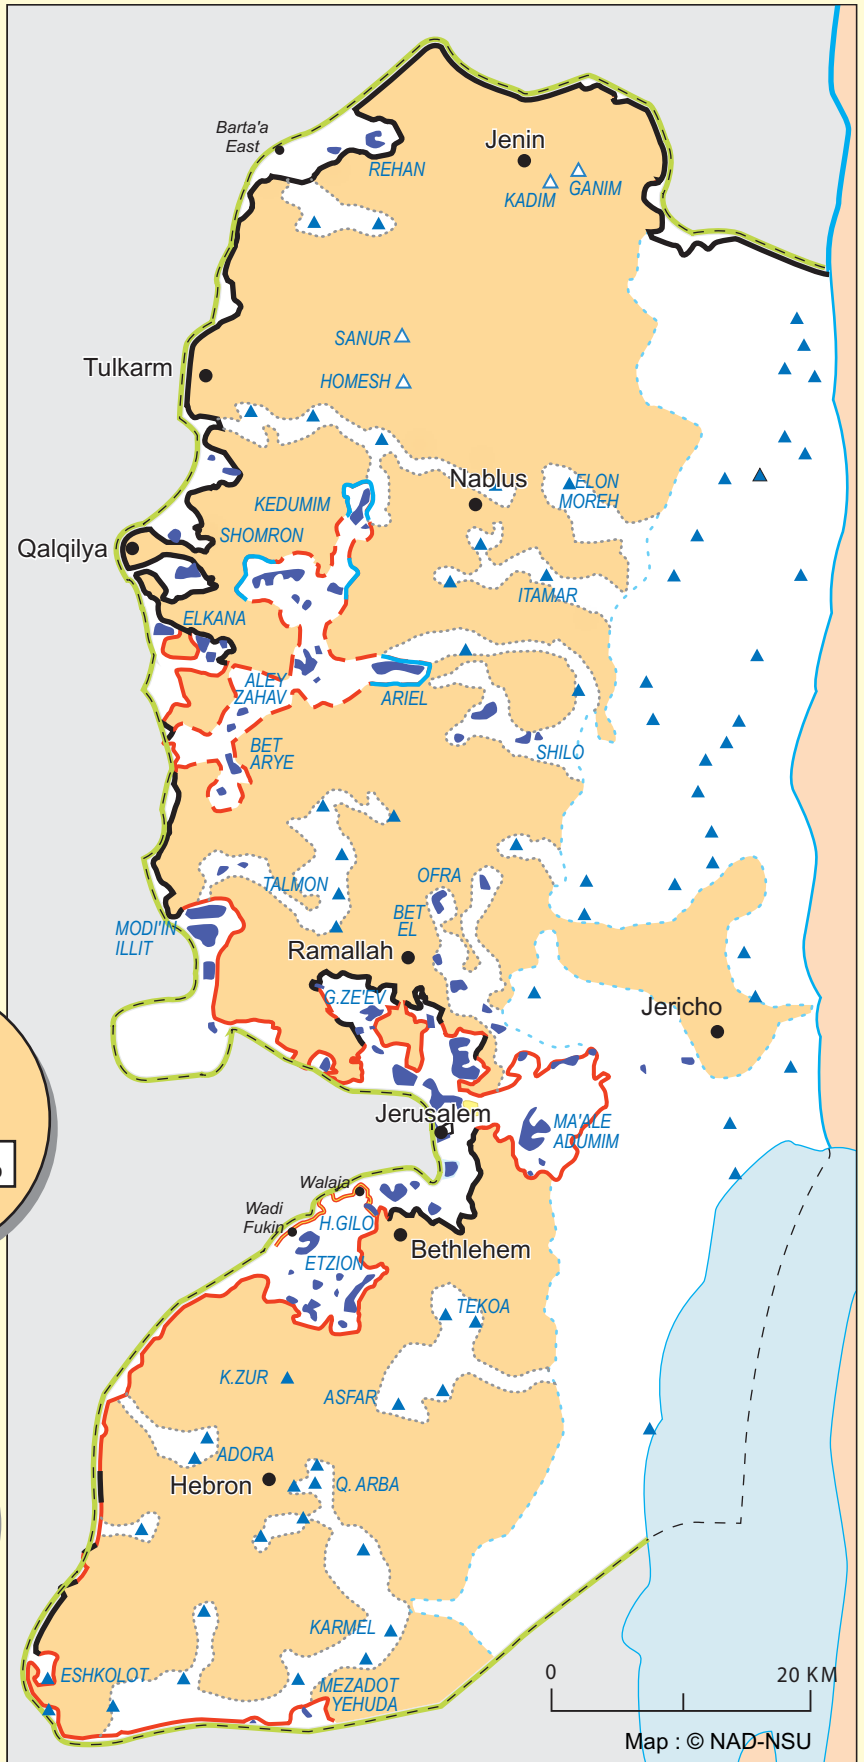 Barta'a
East
Jenin
REHAN
KADIM
GANIM
SANUR
Tulkarm
HOMESH
Nablus
ELON
MOREH
KEDUMIM
SHOMRON
Qalqilya
ITAMAR
ELKANA
ALEY
ZAHAV
ARIEL
BET
ARYE
SHILO
TALMON
OFRA
BET
EL
MODI'IN
ILLIT
Ramallah
G.ZE'EV
Jericho
Jerusalem
MA'ALE
ADUMIM
Walaja
Wadi
Fukin
H.GILO
Bethlehem
ETZION
TEKOA
K.ZUR
ASFAR
ADORA
Hebron
Q. ARBA
KARMEL
ESHKOLOT
MEZADOT
YEHUDA
0 20 KM
Map : © NAD-NSU